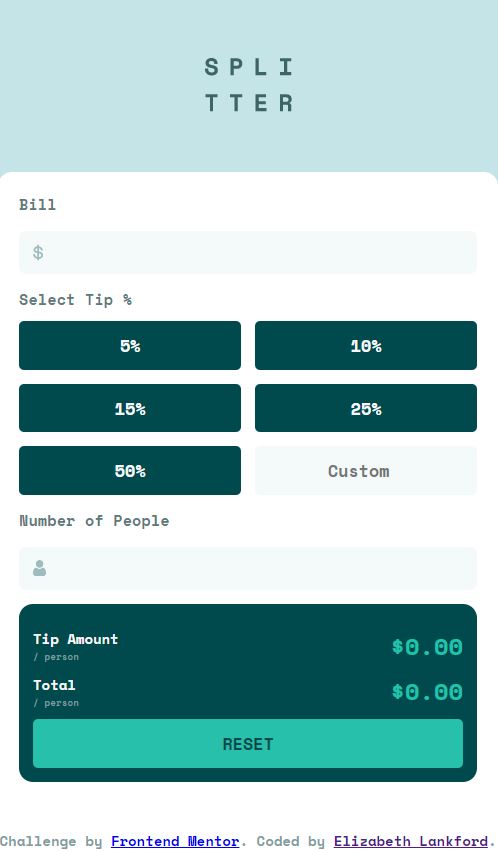 SPLI
TTER
Bill
$
Select Tip %
5%
10%
15%
25%
50%
Custom
Number of People
Tip Amount
/ person
$0.00
Total
/ person
$0.00
RESET
Challenge by Frontend Mentor. Coded by Elizabeth Lankford.